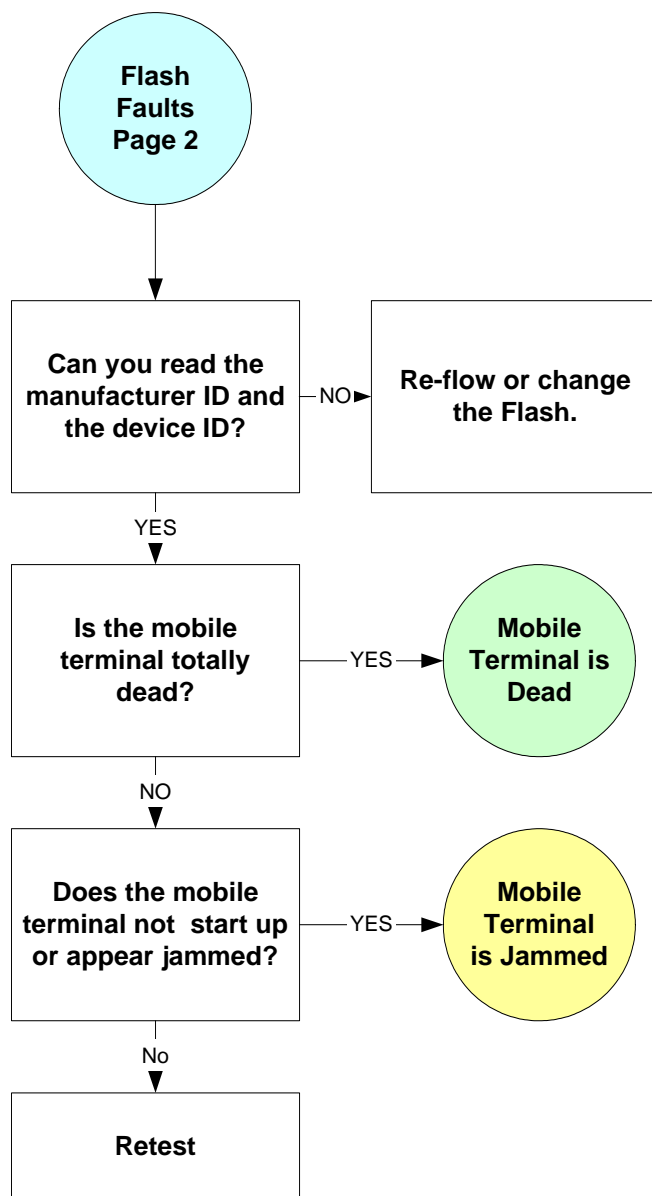 Flash
Faults
Page 2
Can you read the
manufacturer ID and
the device ID?
NO
Re-flow or change
the Flash.
YES
Is the mobile
terminal totally
dead?
YES
Mobile
Terminal is
Dead
NO
Does the mobile
terminal not  start up
or appear jammed?
YES
Mobile
Terminal
is Jammed
No
Retest